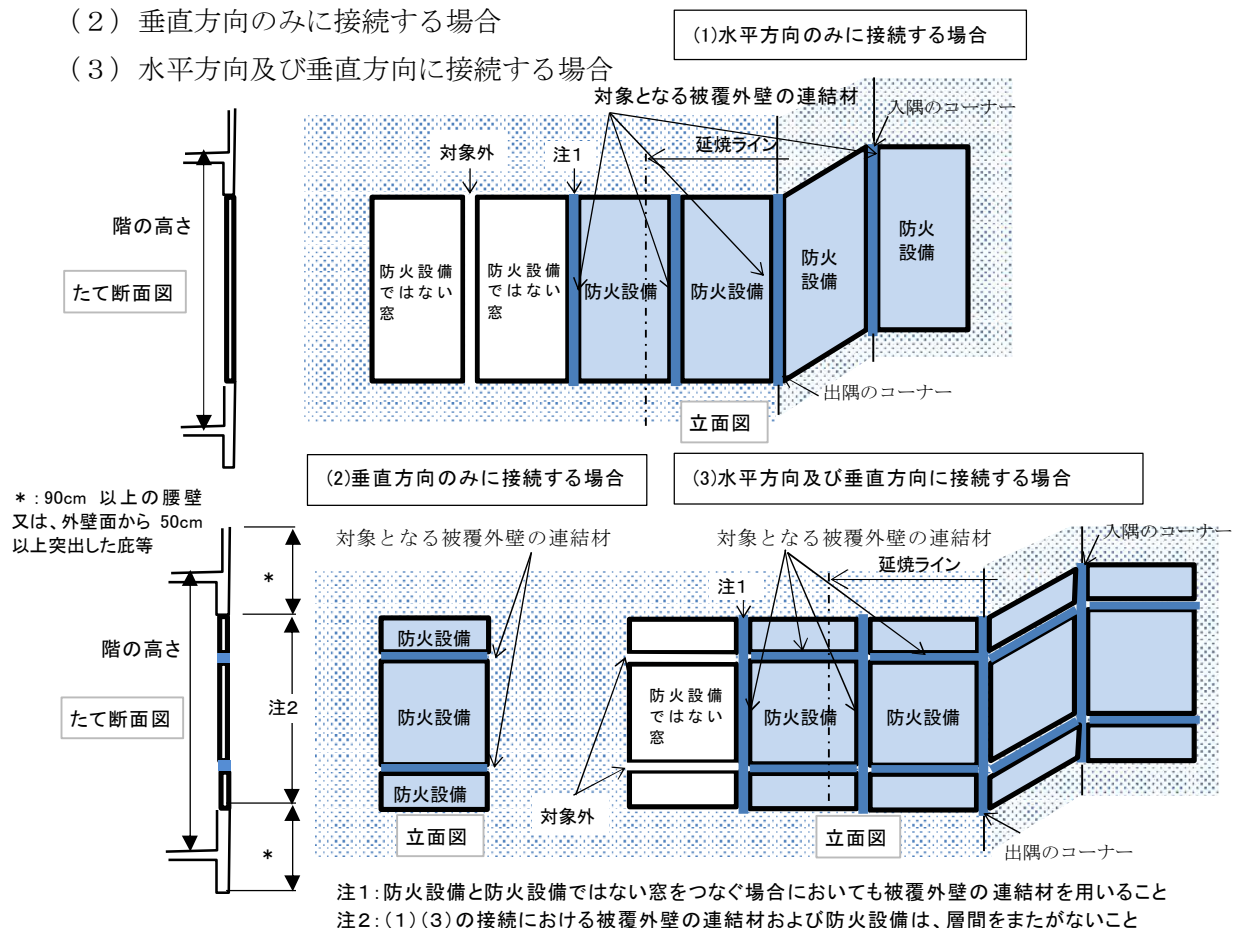 （２）垂直方向のみに接続する場合
（３）水平方向及び垂直方向に接続する場合
(1)水平方向のみに接続する場合
対象となる被覆外壁の連結材
入隅のコーナー
対象外
注1
延焼ライン
階の高さ
たて断面図
防火設備
ではない
窓
防火設備
ではない
窓
防火設備
防火設備
防火
設備
防火
設備
出隅のコーナー
立面図
(2)垂直方向のみに接続する場合
(3)水平方向及び垂直方向に接続する場合
＊：90cm 以上の腰壁
又は、外壁面から 50cm
以上突出した庇等
対象となる被覆外壁の連結材
対象となる被覆外壁の連結材
入隅のコーナー
延焼ライン
＊
注1
階の高さ
たて断面図
注2
防火設備
防火設備
防火設備
防火設備
ではない
窓
防火設備
防火設備
対象外
＊
立面図
立面図
出隅のコーナー
注1：防火設備と防火設備ではない窓をつなぐ場合においても被覆外壁の連結材を用いること
注2：(1)(3)の接続における被覆外壁の連結材および防火設備は、層間をまたがないこと